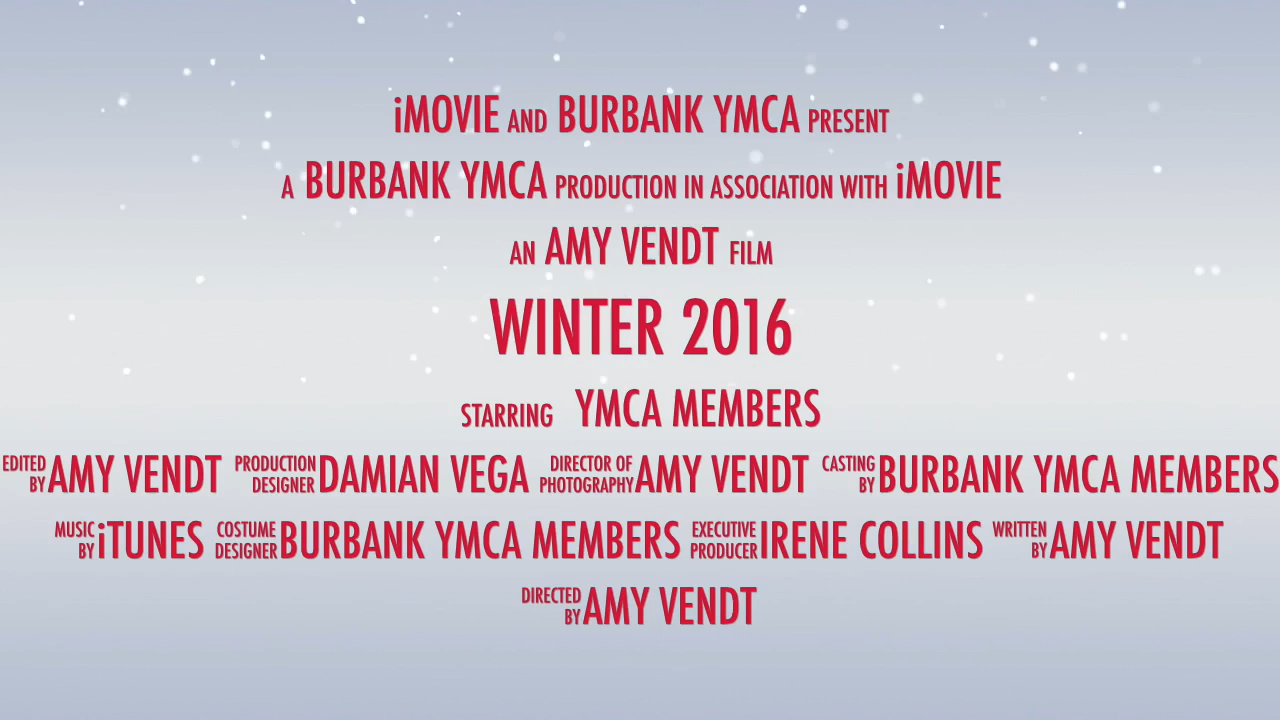 iMOVIE AND BURBANK YMCA PRESENT
A BURBANK YMCA PRODUCTION IN ASSOCIATION WITH iMOVIE
AN AMY VENDT FILM
WINTER 2016
STARRING YMCA MEMBERS
EDITED BY AMY VENDT PRODUCTION DESIGNER DAMIAN VEGA DIRECTOR OF PHOTOGRAPHY AMY VENDT CASTING BY BURBANK YMCA MEMBERS
MUSIC BY iTUNES COSTUME DESIGNER BURBANK YMCA MEMBERS EXECUTIVE PRODUCER IRENE COLLINS WRITTEN BY AMY VENDT
DIRECTED BY AMY VENDT